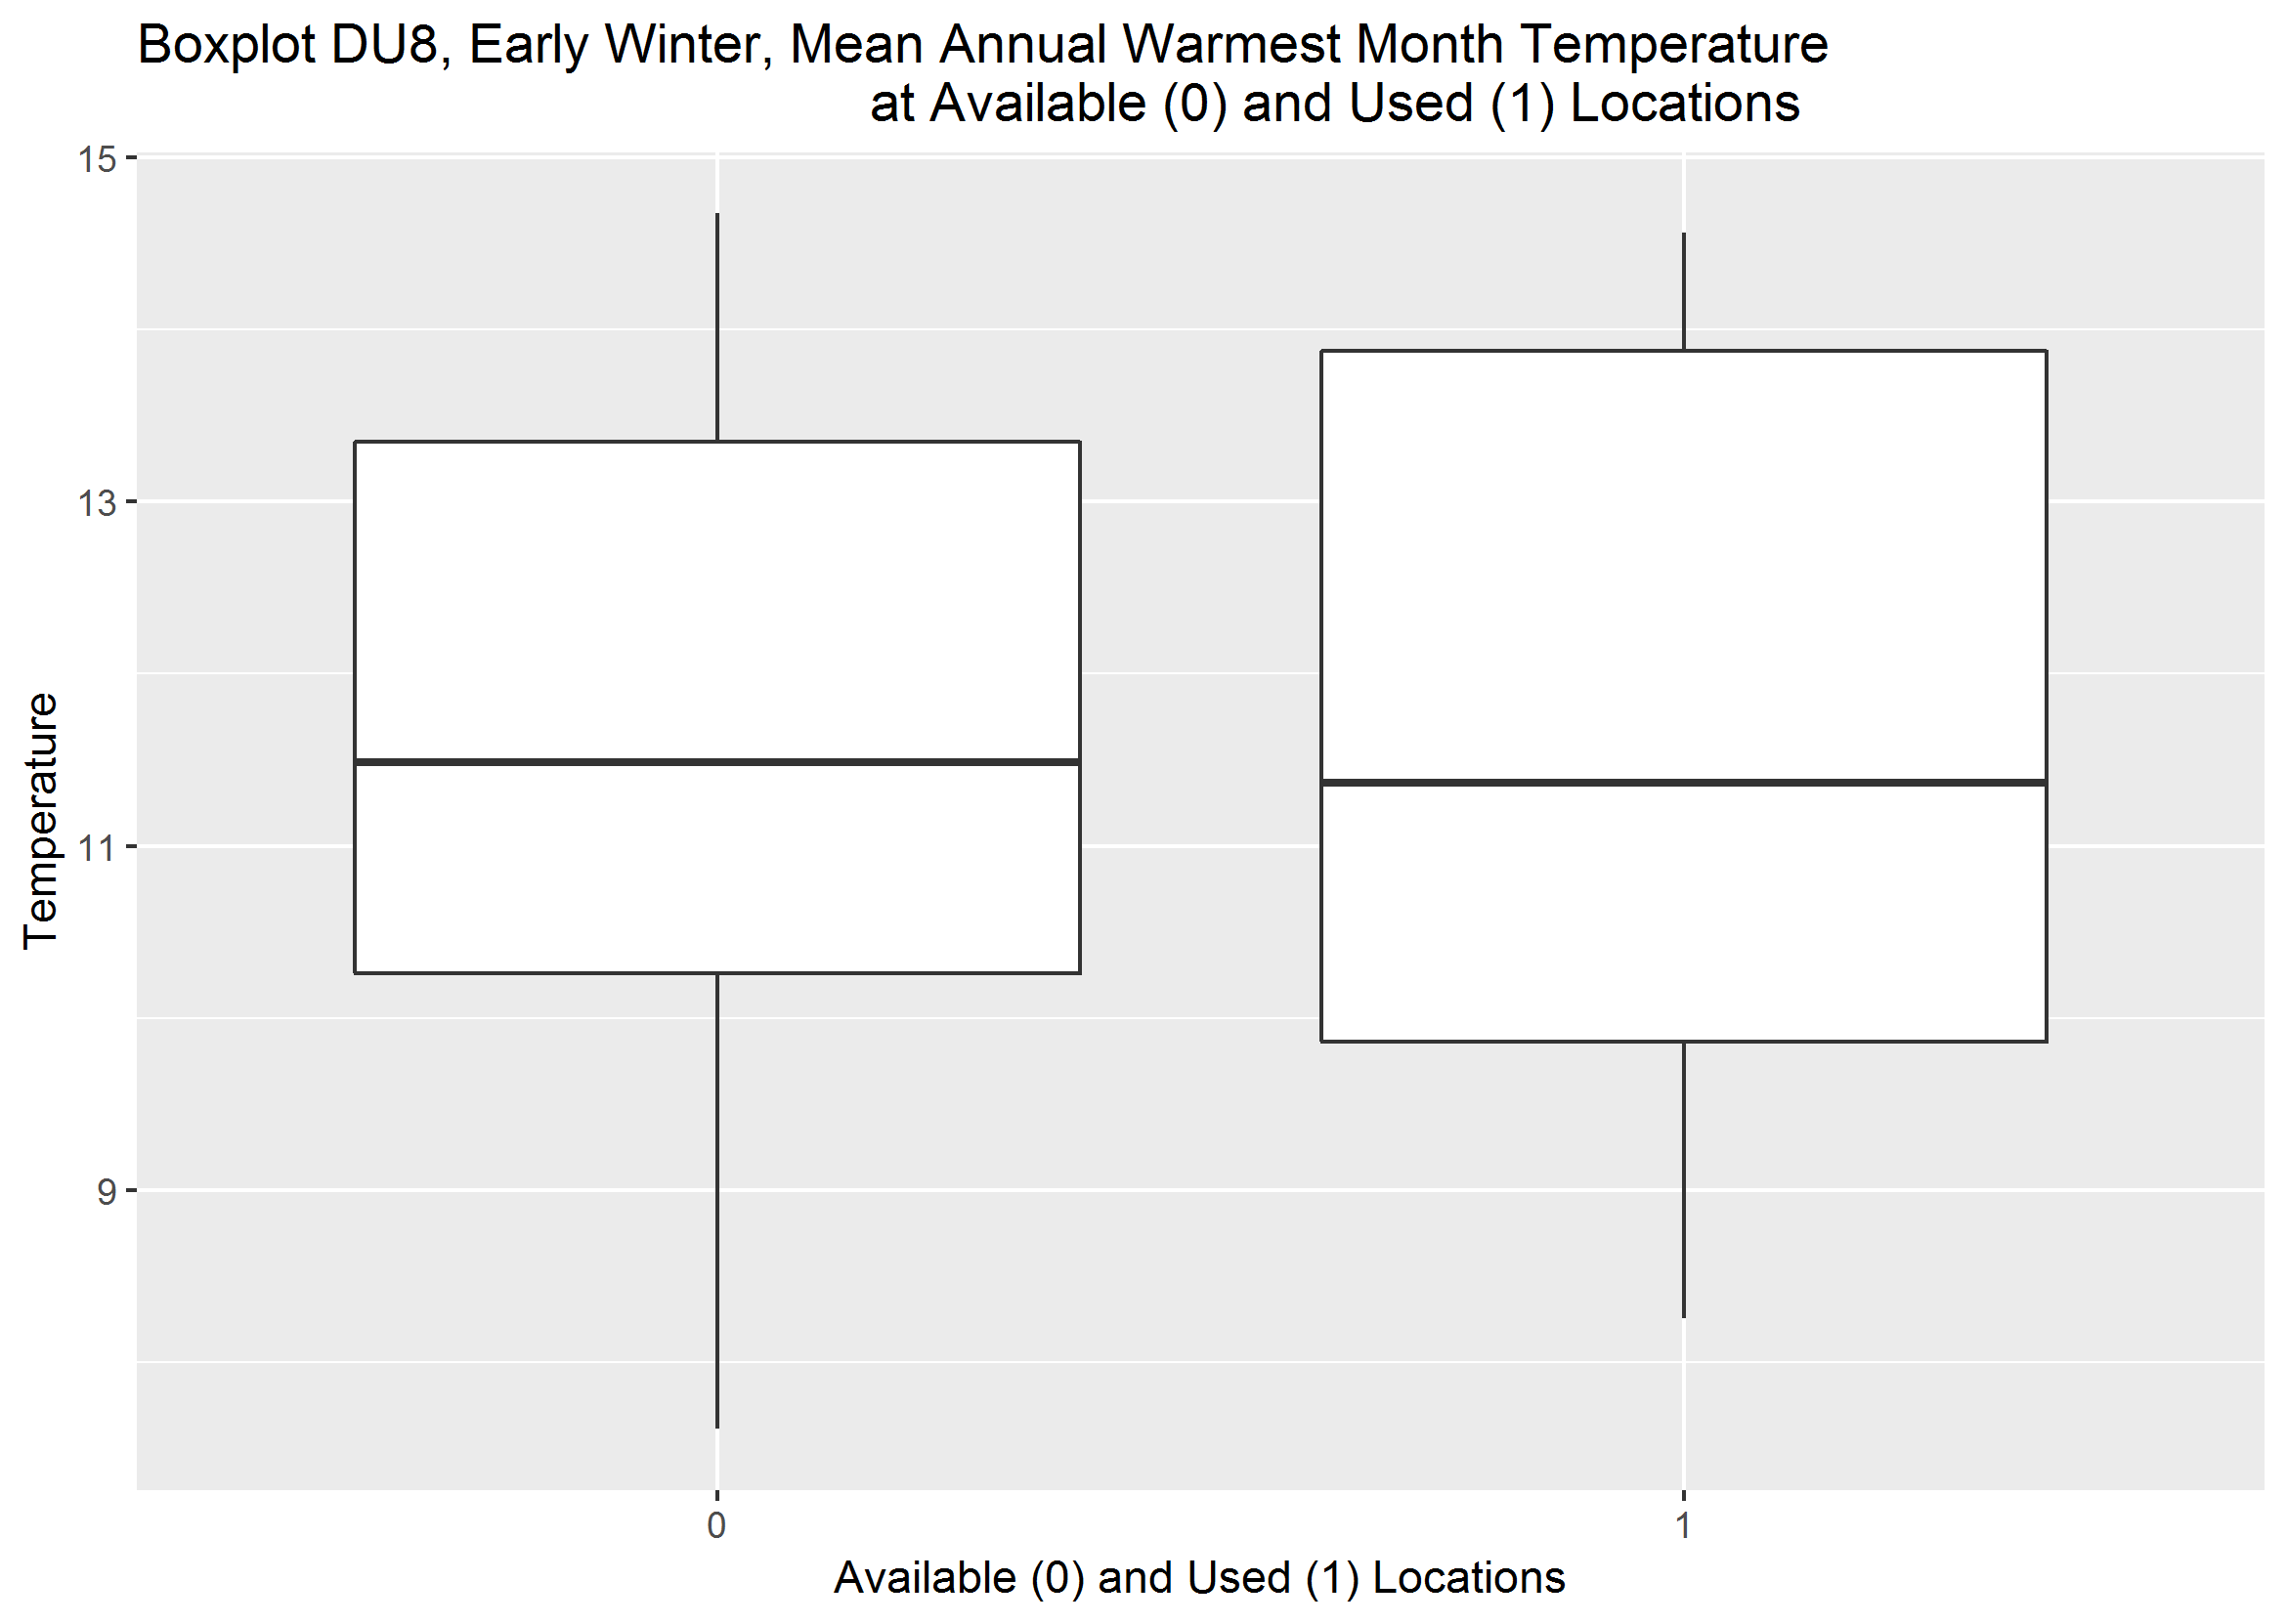 Boxplot DU8, Early Winter, Mean Annual Warmest Month Temperature
at Available (0) and Used (1) Locations
15
13
11
9
Temperature
0
1
Available (0) and Used (1) Locations